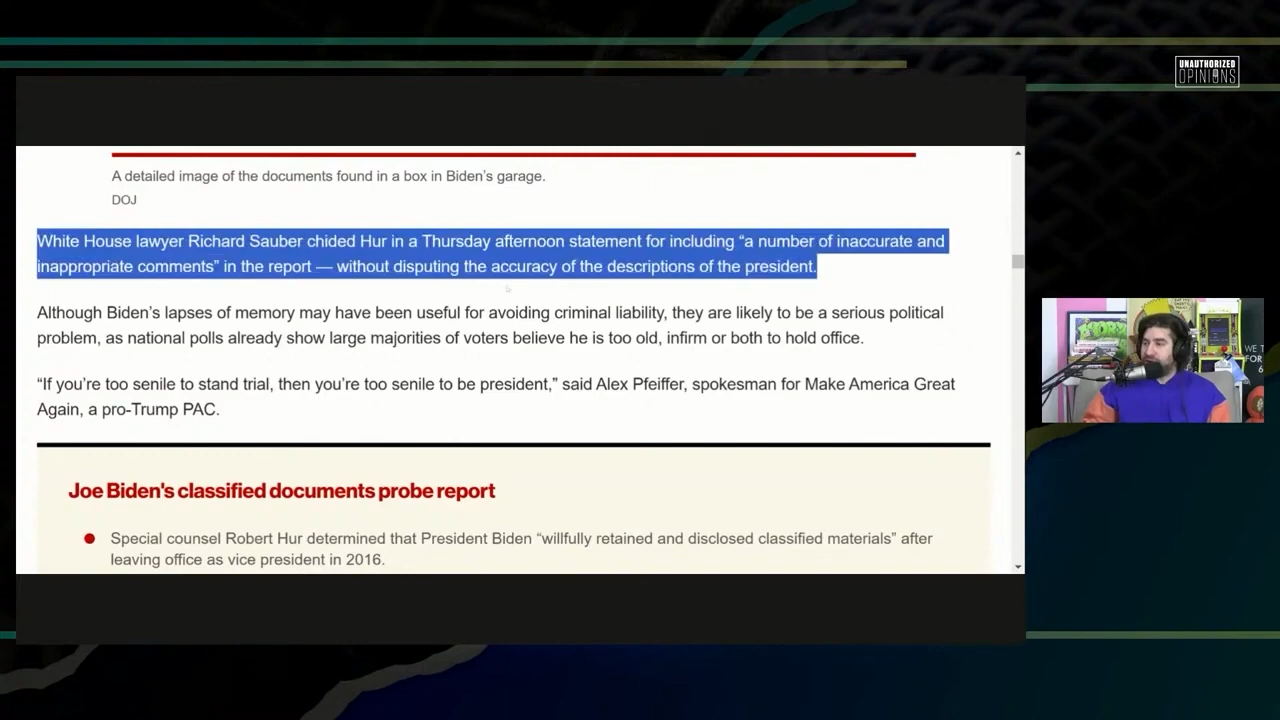 UNAUTHORIZED
OPINIONS
A detailed image of the documents found in a box in Biden’s garage.
DOJ
White House lawyer Richard Sauber chided Hur in a Thursday afternoon statement for including “a number of inaccurate and
inappropriate comments” in the report — without disputing the accuracy of the descriptions of the president.
Although Biden’s lapses of memory may have been useful for avoiding criminal liability, they are likely to be a serious political
problem, as national polls already show large majorities of voters believe he is too old, infirm or both to hold office.
“If you’re too senile to stand trial, then you’re too senile to be president,” said Alex Pfeiffer, spokesman for Make America Great
Again, a pro-Trump PAC.
Joe Biden's classified documents probe report
Special counsel Robert Hur determined that President Biden “willfully retained and disclosed classified materials” after
leaving office as vice president in 2016.
WE T
FOR
6